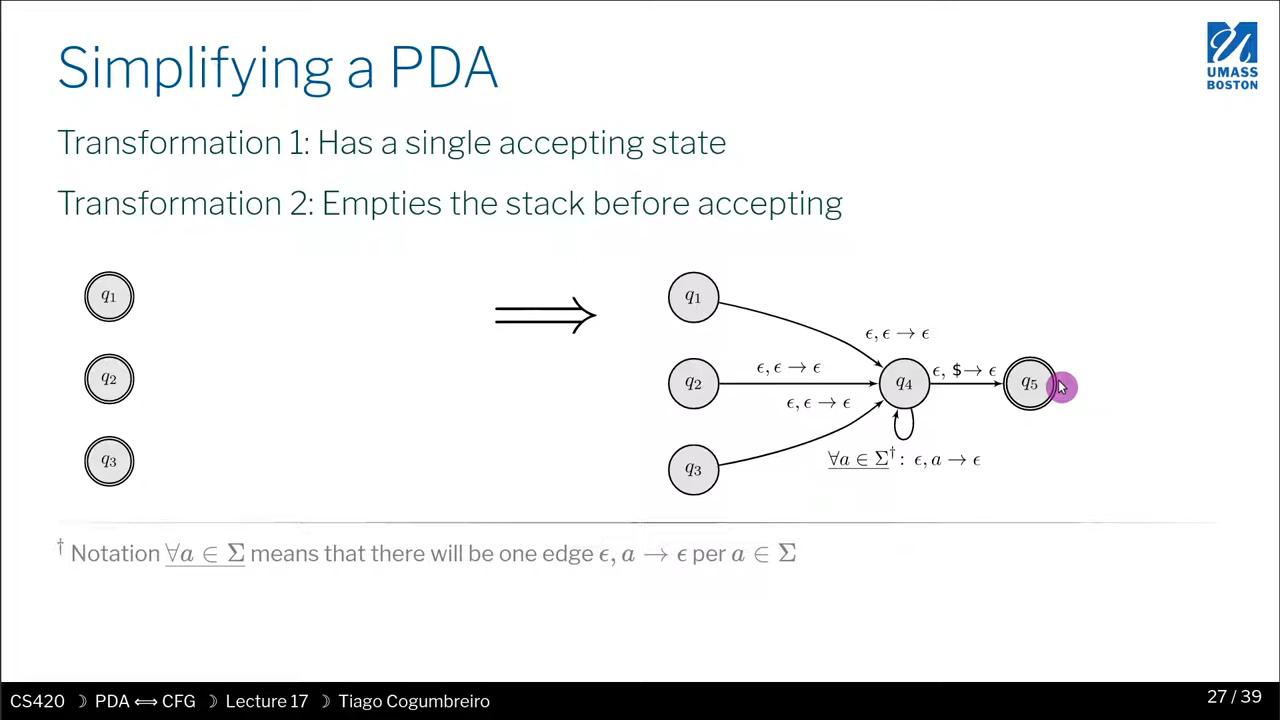 Simplifying a PDA
UMASS
BOSTON
Transformation 1: Has a single accepting state
Transformation 2: Empties the stack before accepting
q₁
q₂
q₃
q₁
q₂
q₃
ϵ, ϵ → ϵ
ϵ, ϵ → ϵ
ϵ, ϵ → ϵ
q₄
ϵ, $→ ϵ
q₅
∀a ∈ Σ†: ϵ, a → ϵ
† Notation ∀a ∈ Σ means that there will be one edge ϵ, a → ϵ per a ∈ Σ
CS420 ☽ PDA ⟺ CFG ☽ Lecture 17 ☽ Tiago Cogumbreiro
27 / 39